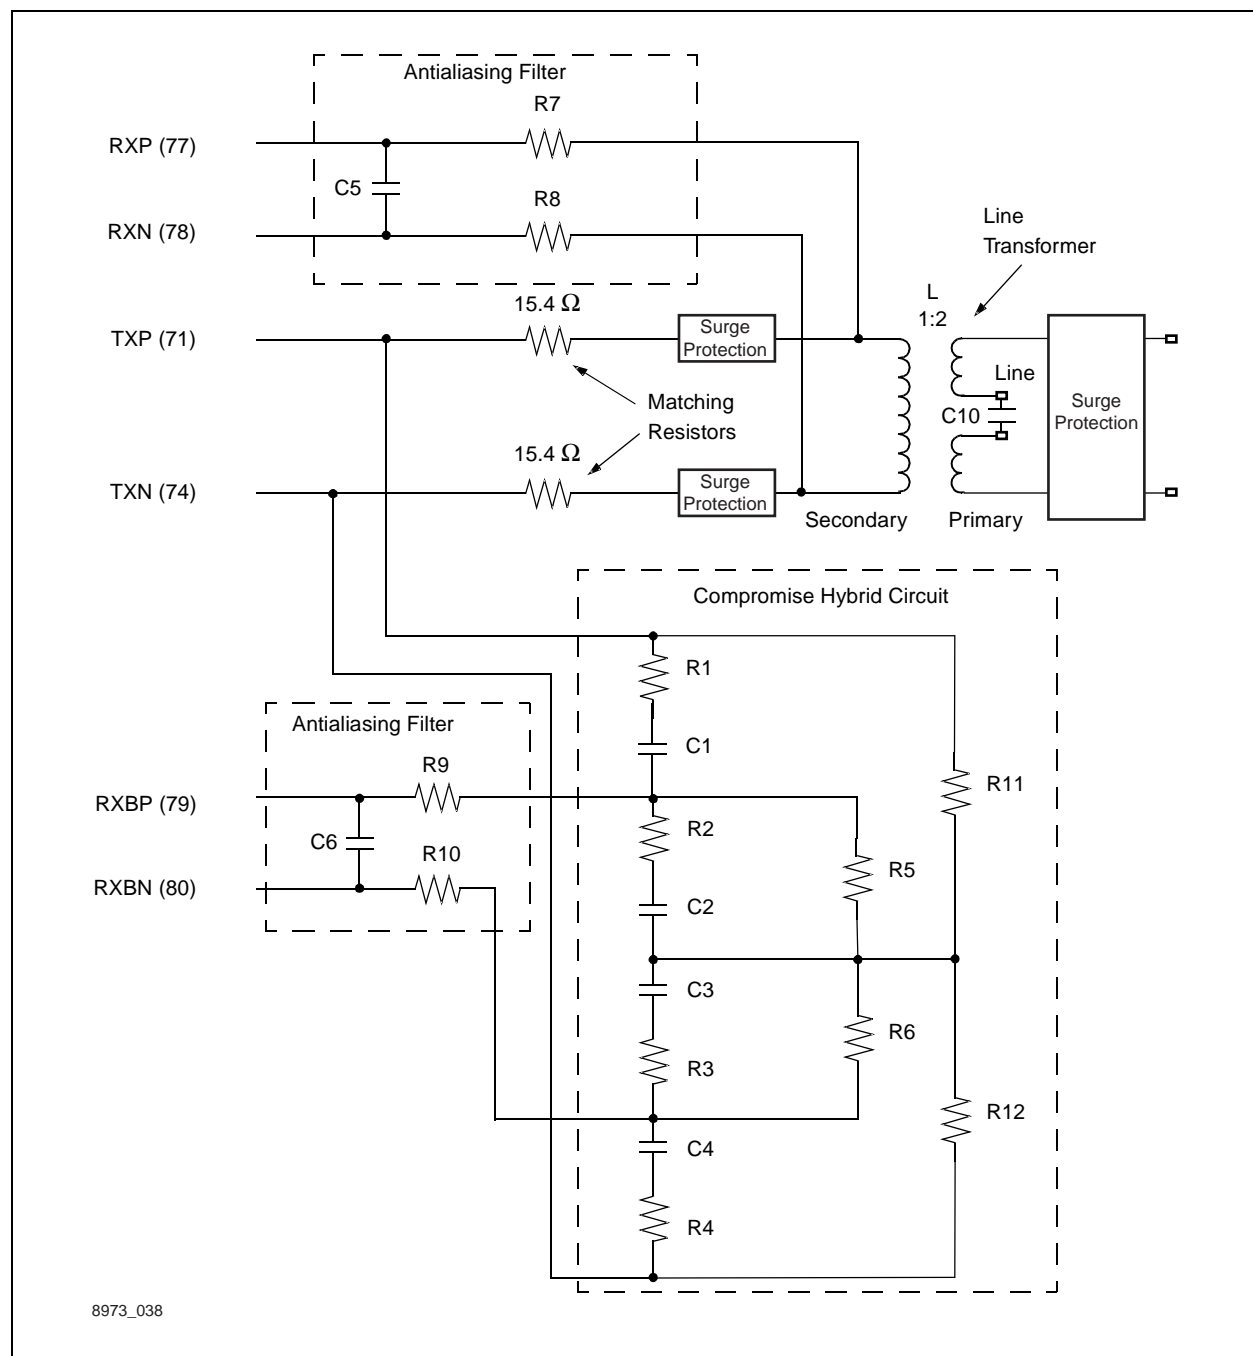 Antialiasing Filter
R7
RXP (77)
C5
R8
RXN (78)
Line
Transformer
L
1:2
15.4 Ω
TXP (71)
Surge
Protection
Line
C10
Surge
Protection
Matching
Resistors
15.4 Ω
TXN (74)
Surge
Protection
Secondary
Primary
Compromise Hybrid Circuit
R1
Antialiasing Filter
C1
R9
R11
RXBP (79)
R2
C6
R10
R5
RXBN (80)
C2
C3
R6
R3
R12
C4
R4
8973_038